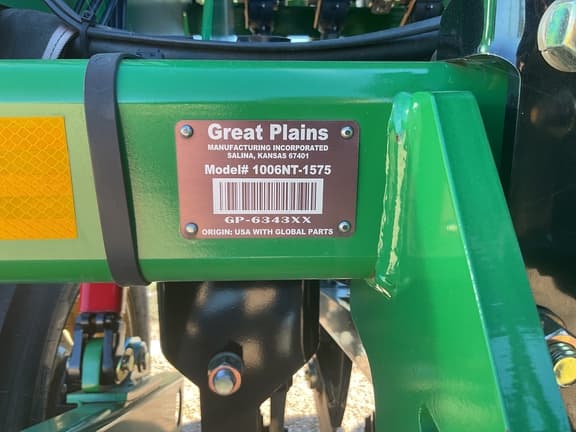 Great Plains
MANUFACTURING INCORPORATED
SALINA, KANSAS 67401
Model# 1006NT-1575
GP-6343XX
ORIGIN: USA WITH GLOBAL PARTS